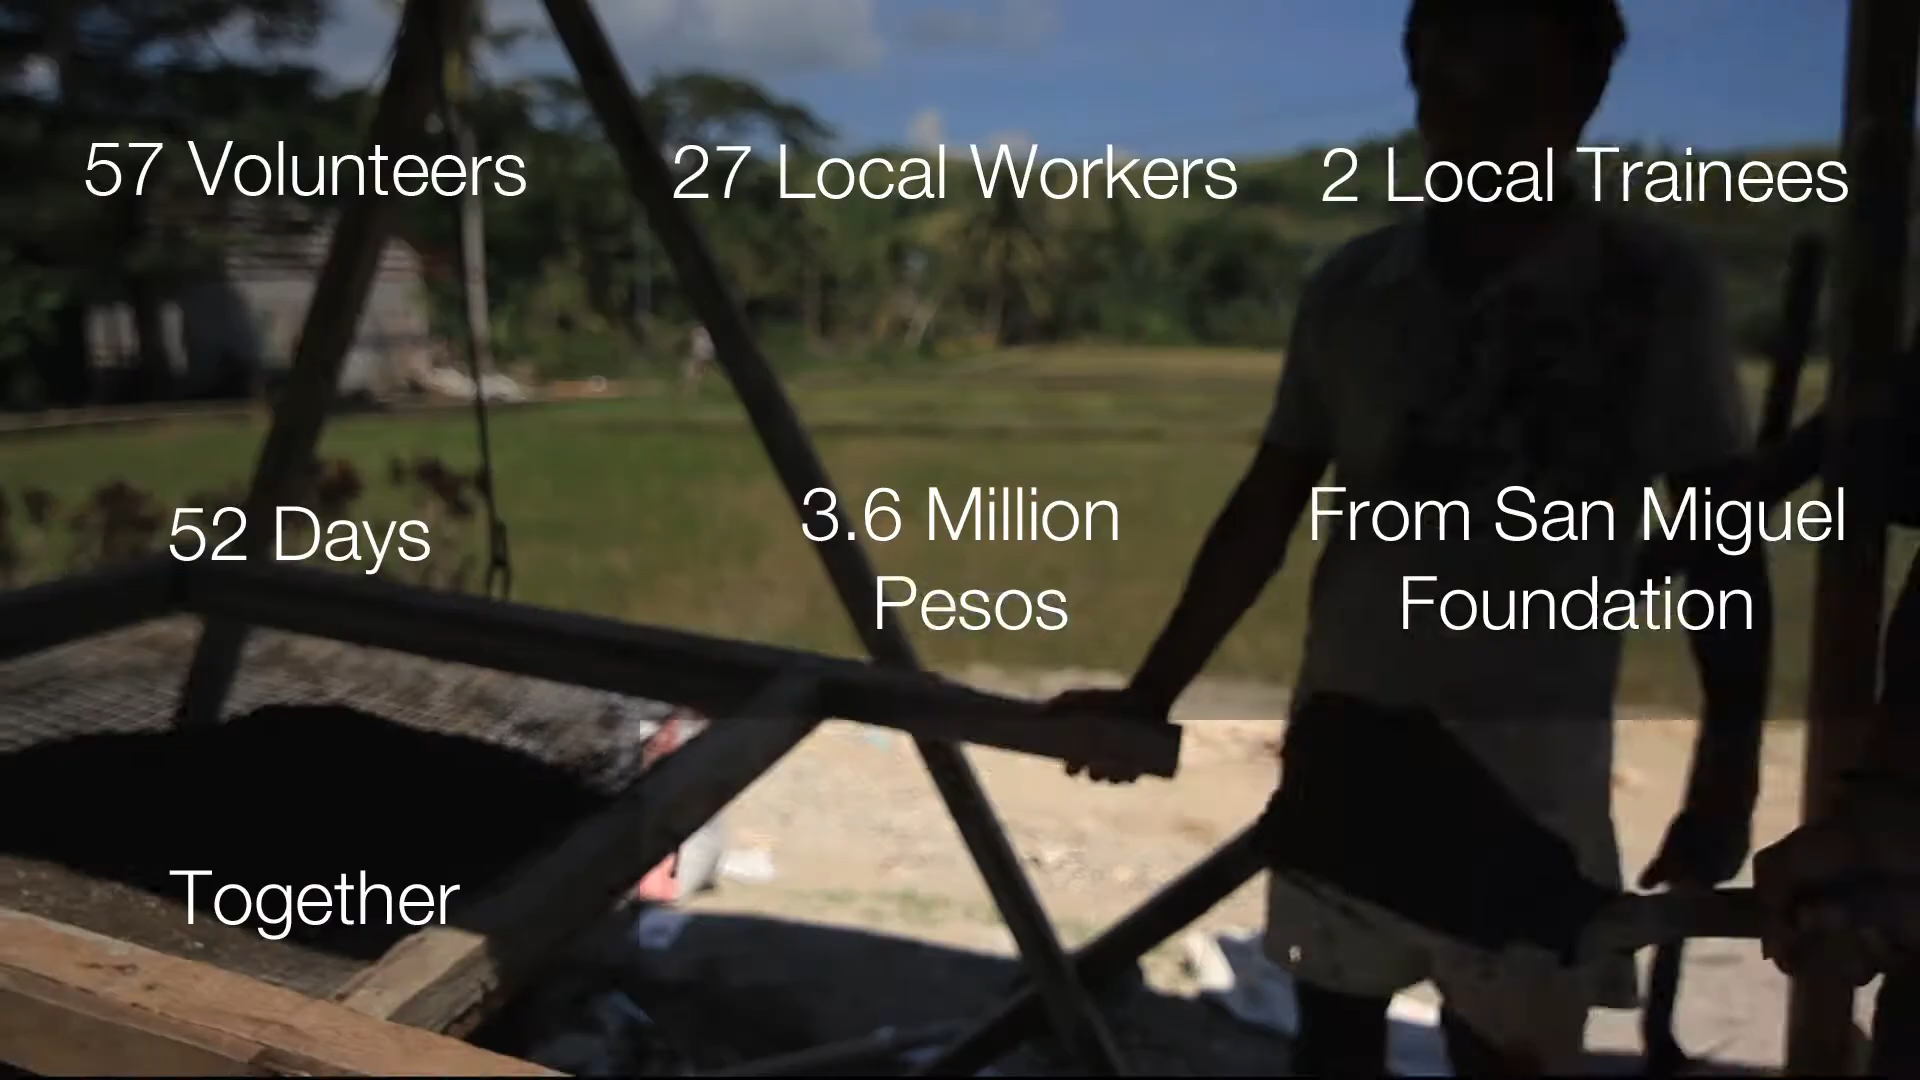 57 Volunteers
27 Local Workers
2 Local Trainees
52 Days
3.6 Million
Pesos
From San Miguel
Foundation
Together